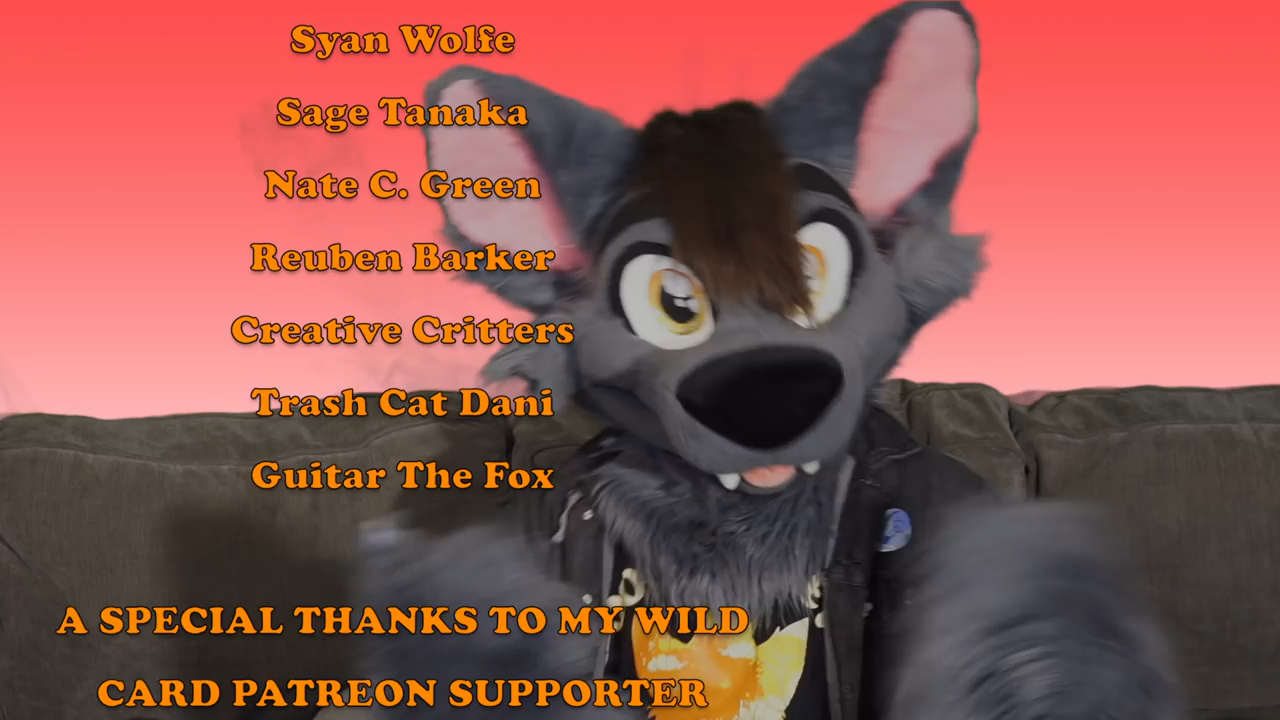 Syan Wolfe
Sage Tanaka
Nate C. Green
Reuben Barker
Creative Critters
Trash Cat Dani
Guitar The Fox
A SPECIAL THANKS TO MY WILD
CARD PATREON SUPPORTER